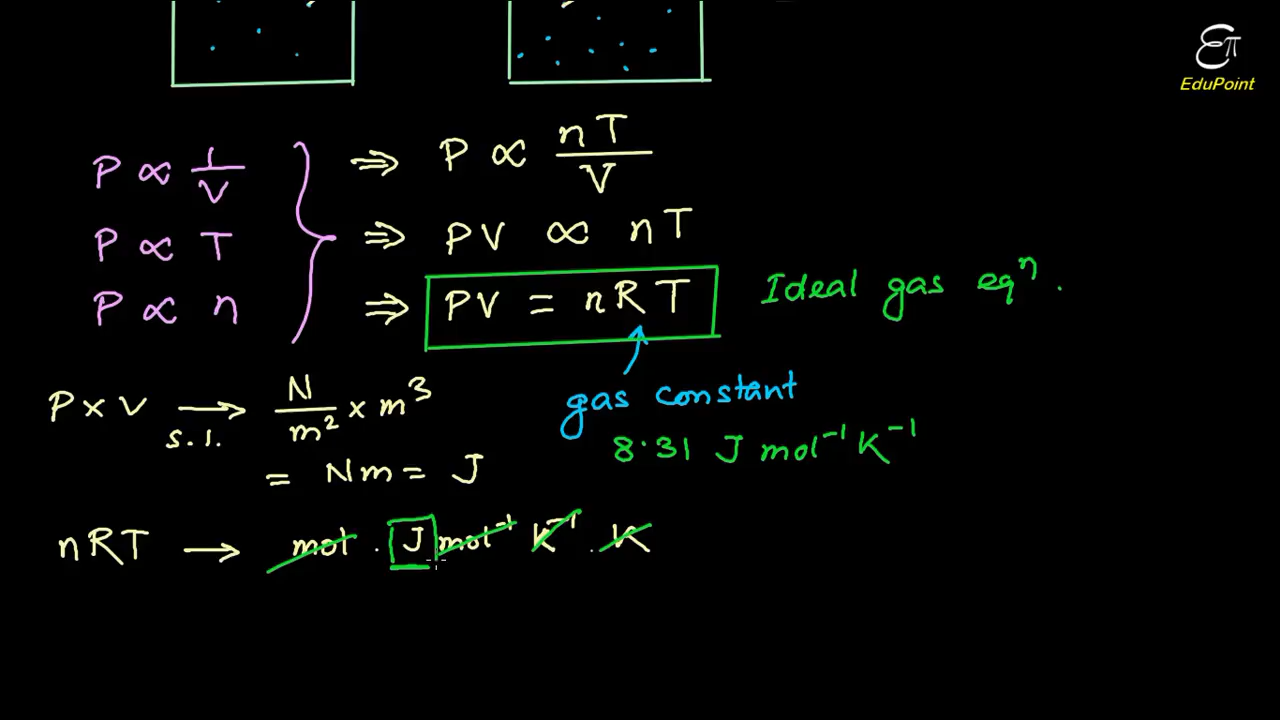 Eπ
EduPoint
P ∝ 1/V ⇒ P ∝ nT/V
P ∝ T ⇒ PV ∝ nT
P ∝ n ⇒ PV = nRT Ideal gas eqⁿ.
gas constant
8.31 J mol⁻¹ K⁻¹
P × V → S.I. N/m² × m³
= Nm = J
nRT → mol . J mol⁻¹ K⁻¹ . K